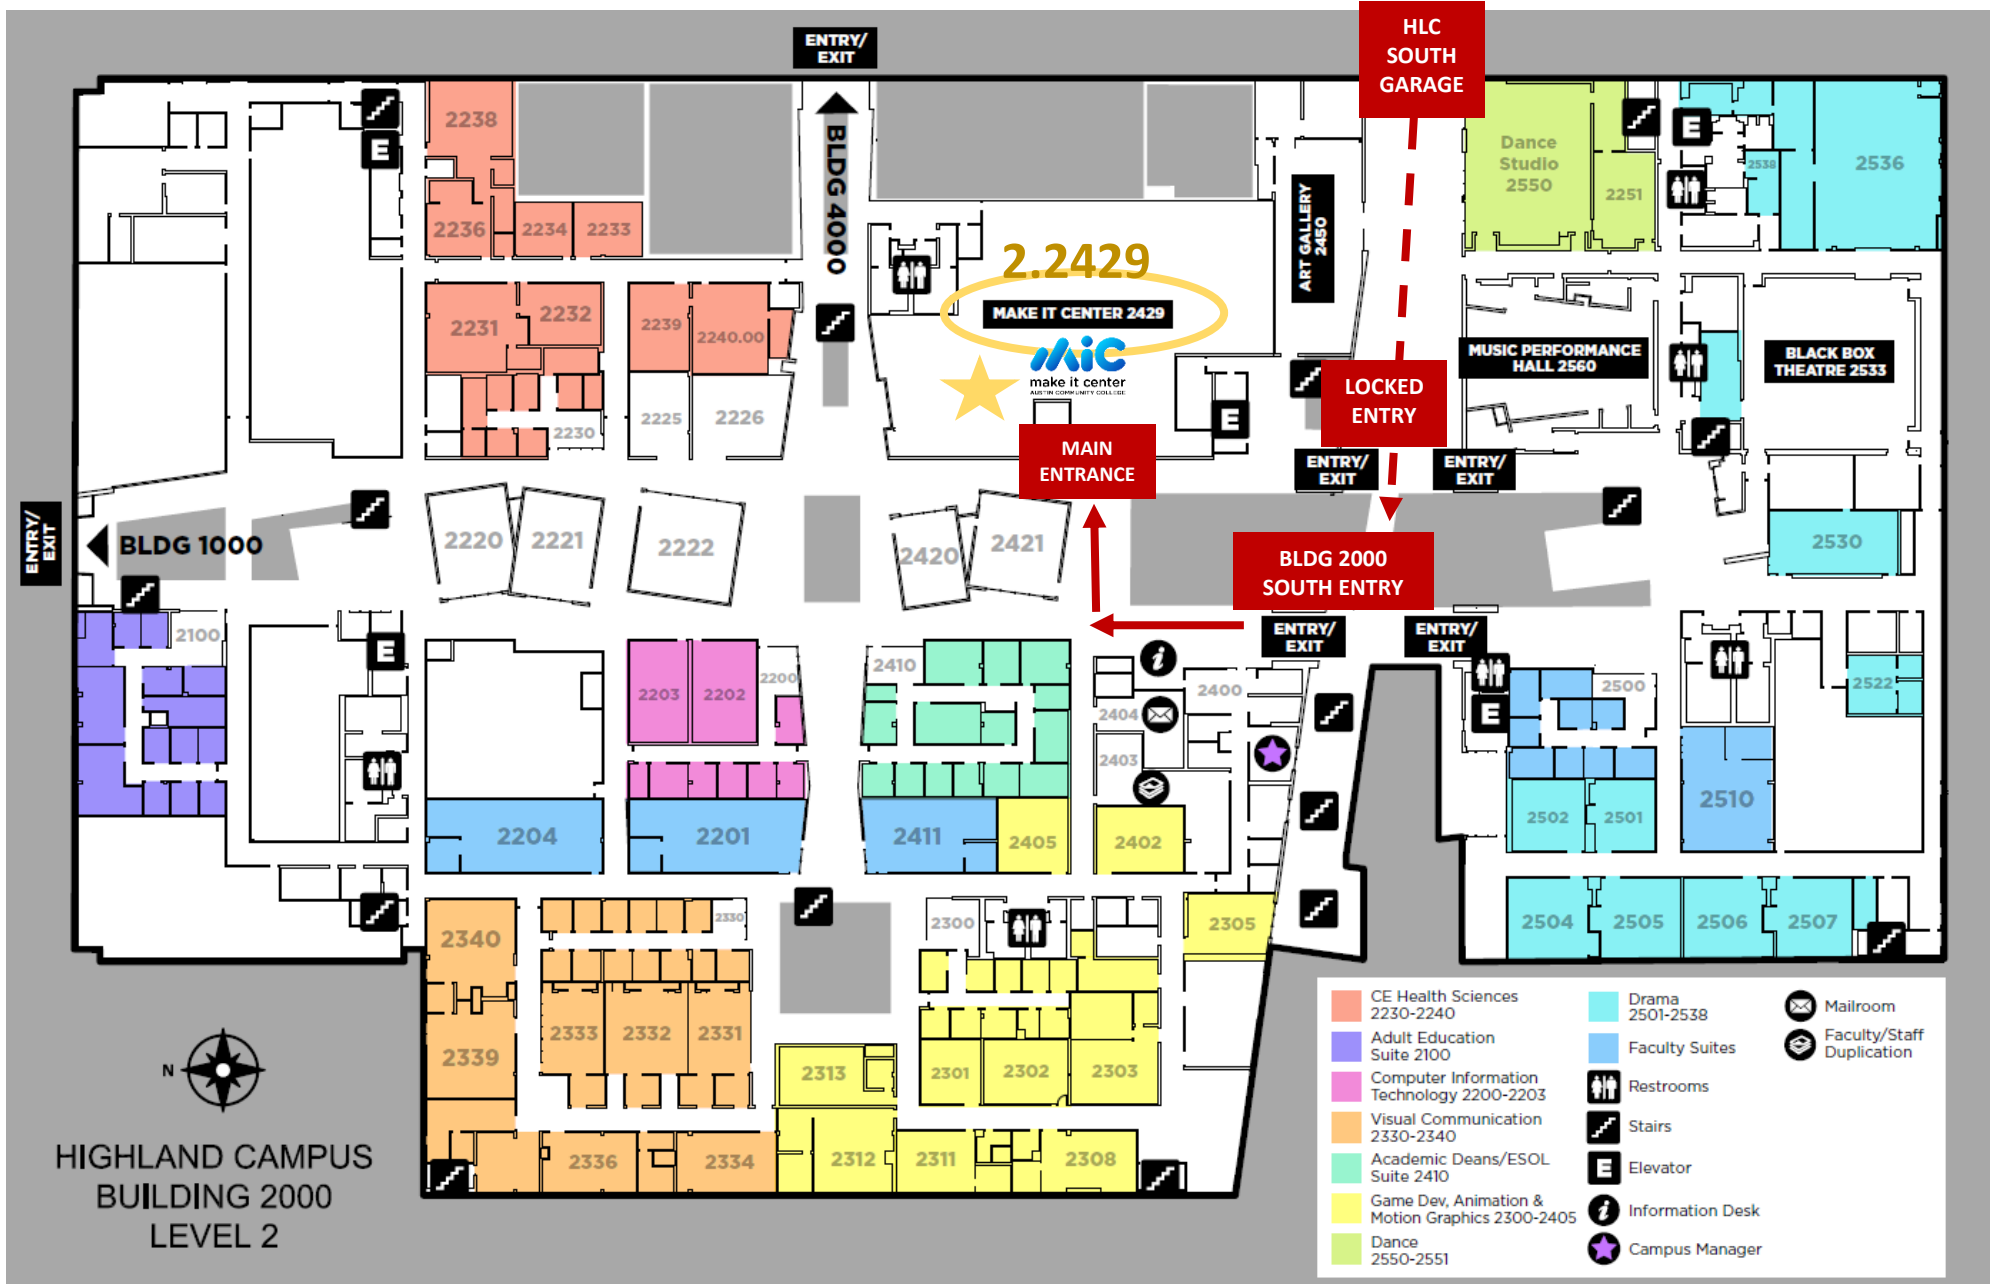 HLC
SOUTH
GARAGE
ENTRY/
EXIT
BLDG 4000
2238
2236
2234
2233
2231
2232
2239
2240.00
2230
2225
2226
2.2429
MAKE IT CENTER 2429
MiC
make it center
AUSTIN COMMUNITY COLLEGE
ART GALLERY
2450
Dance
Studio
2550
2251
2538
2536
E
E
E
MUSIC PERFORMANCE
HALL 2560
BLACK BOX
THEATRE 2533
LOCKED
ENTRY
MAIN
ENTRANCE
ENTRY/
EXIT
ENTRY/
EXIT
ENTRY/
EXIT
BLDG 1000
2220
2221
2222
2420
2421
2530
BLDG 2000
SOUTH ENTRY
ENTRY/
EXIT
ENTRY/
EXIT
2100
E
2203
2202
2200
2410
i
2404
2400
2403
2500
E
2522
2204
2201
2411
2405
2402
2502
2501
2510
2340
2330
2300
2305
2504
2505
2506
2507
2339
2333
2332
2331
2313
2301
2302
2303
2336
2334
2312
2311
2308
N
HIGHLAND CAMPUS
BUILDING 2000
LEVEL 2
CE Health Sciences
2230-2240
Adult Education
Suite 2100
Computer Information
Technology 2200-2203
Visual Communication
2330-2340
Academic Deans/ESOL
Suite 2410
Game Dev, Animation &
Motion Graphics 2300-2405
Dance
2550-2551
Drama
2501-2538
Faculty Suites
Restrooms
Stairs
E
Elevator
i
Information Desk
Campus Manager
Mailroom
Faculty/Staff
Duplication